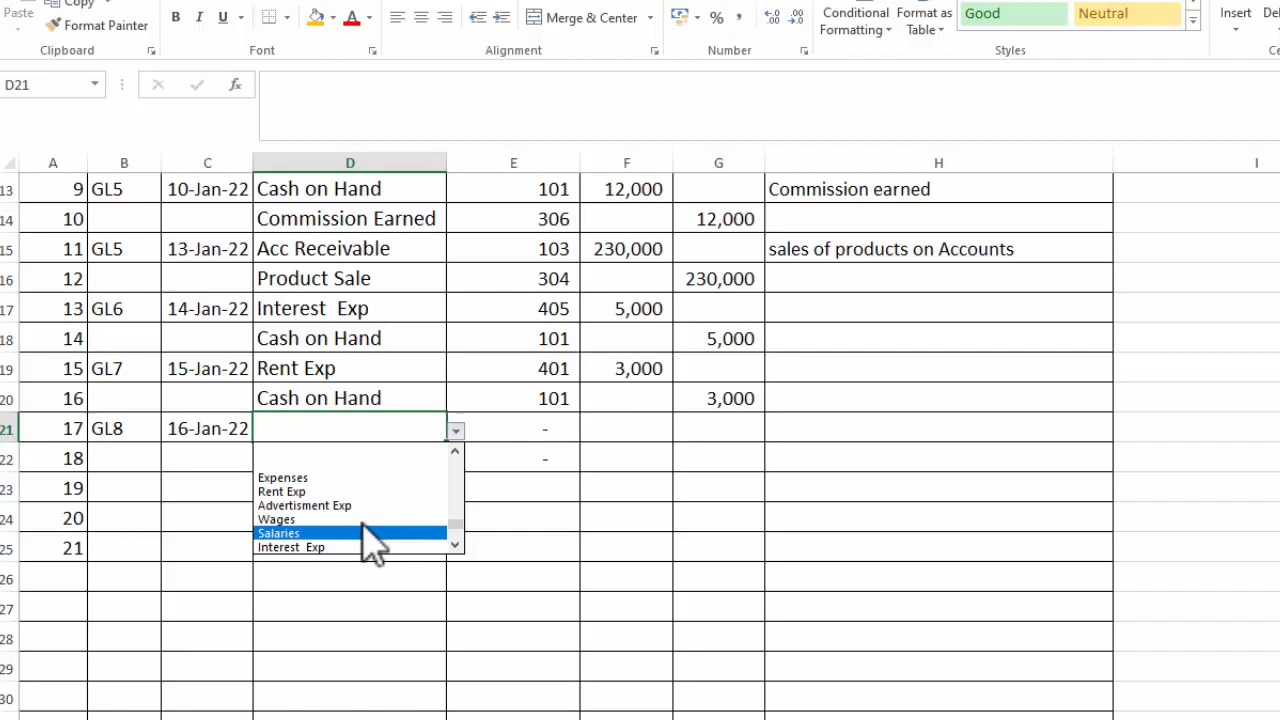 Paste Copy
Format Painter
B I U A Merge & Center % , Conditional Formatting Format as Table Good Neutral Insert
Clipboard Font Alignment Number Styles
D21 fx
A B C D E F G H I
13 9 GL5 10-Jan-22 Cash on Hand 101 12,000 Commission earned
14 10 Commission Earned 306 12,000
15 11 GL5 13-Jan-22 Acc Receivable 103 230,000 sales of products on Accounts
16 12 Product Sale 304 230,000
17 13 GL6 14-Jan-22 Interest Exp 405 5,000
18 14 Cash on Hand 101 5,000
19 15 GL7 15-Jan-22 Rent Exp 401 3,000
20 16 Cash on Hand 101 3,000
21 17 GL8 16-Jan-22 -
22 18 -
Expenses
23 19
Rent Exp
Advertisment Exp
24 20
Wages
Salaries
25 21
Interest Exp
26
27
28
29
30